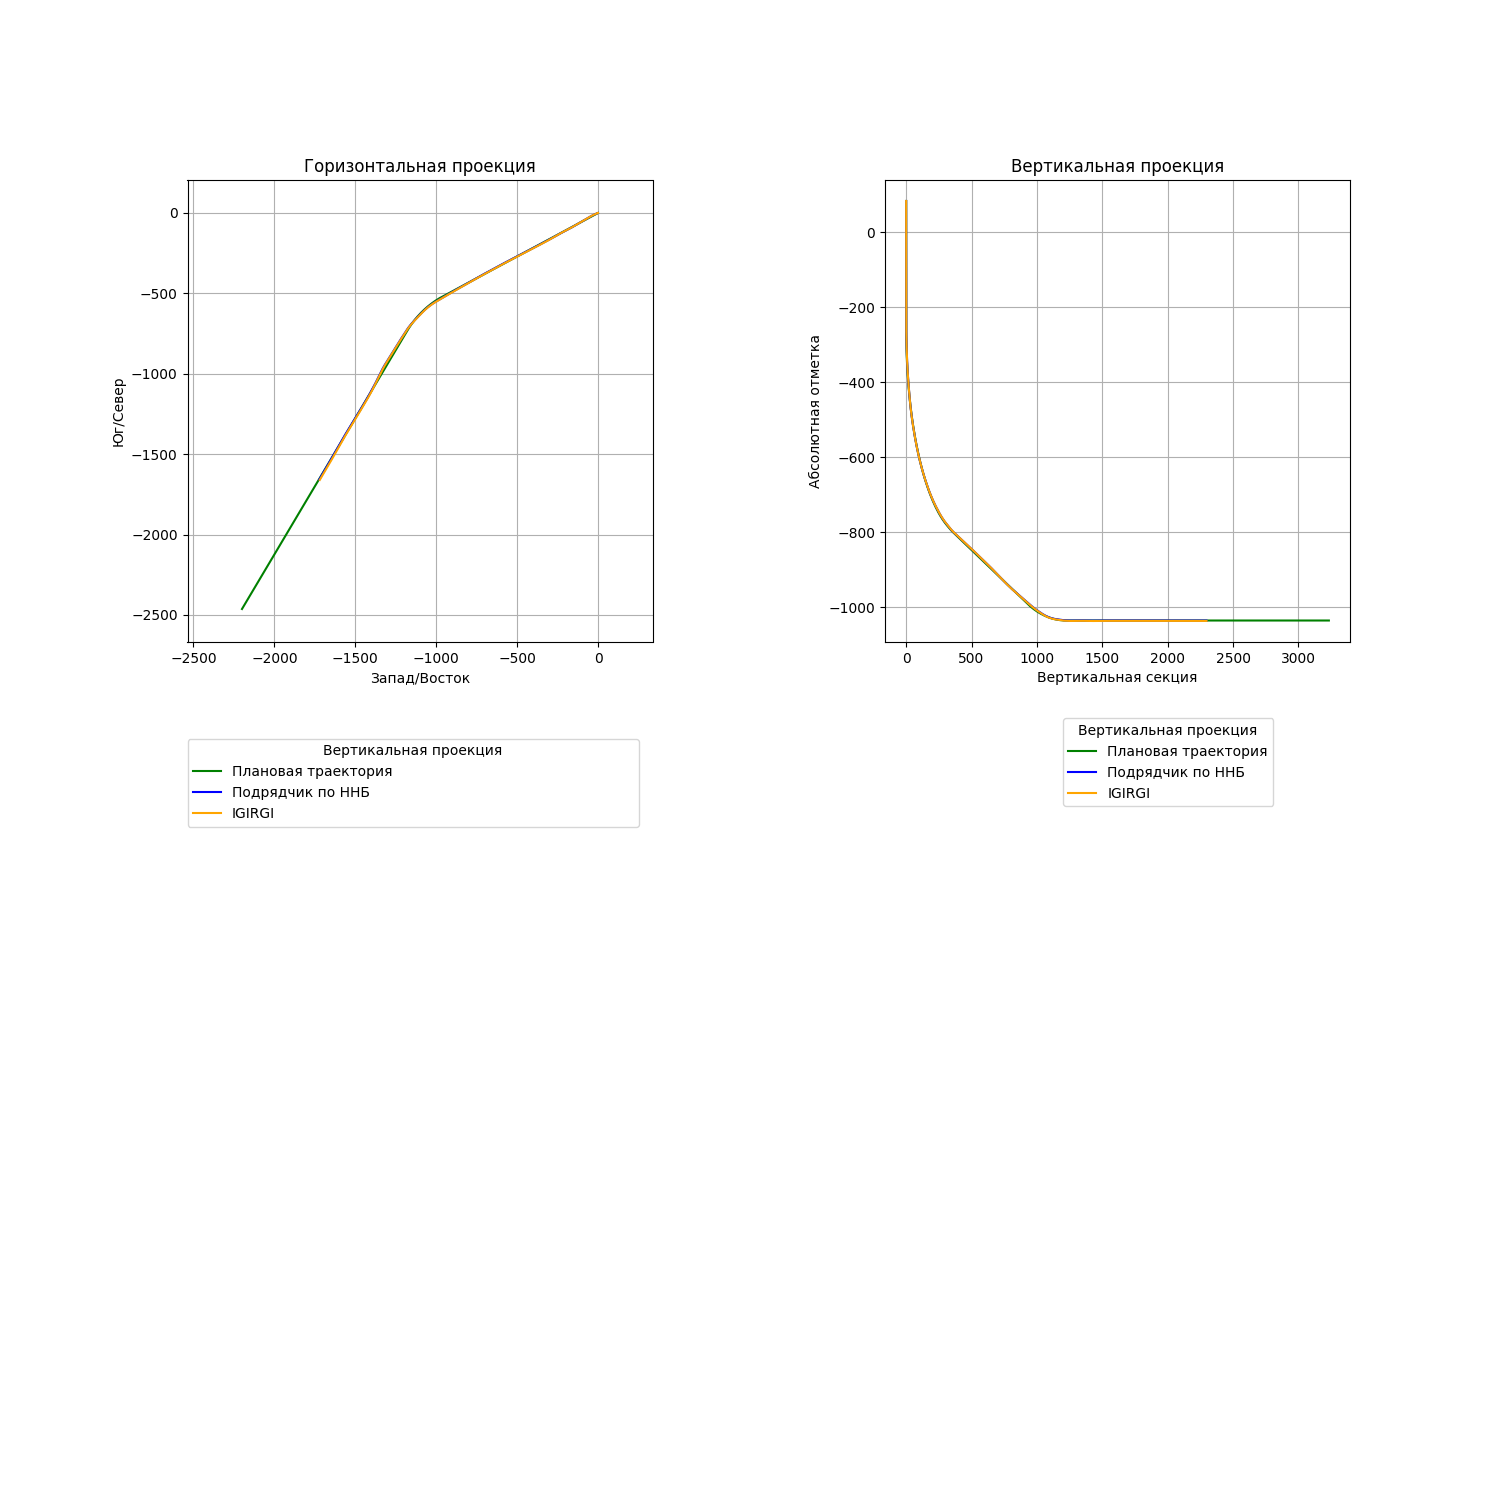 Горизонтальная проекция
0
−500
−1000
−1500
−2000
−2500
Юг/Север
−2500 −2000 −1500 −1000 −500 0
Запад/Восток
Вертикальная проекция
Плановая траектория
Подрядчик по ННБ
IGIRGI
Вертикальная проекция
0
−200
−400
−600
−800
−1000
Абсолютная отметка
0 500 1000 1500 2000 2500 3000
Вертикальная секция
Вертикальная проекция
Плановая траектория
Подрядчик по ННБ
IGIRGI